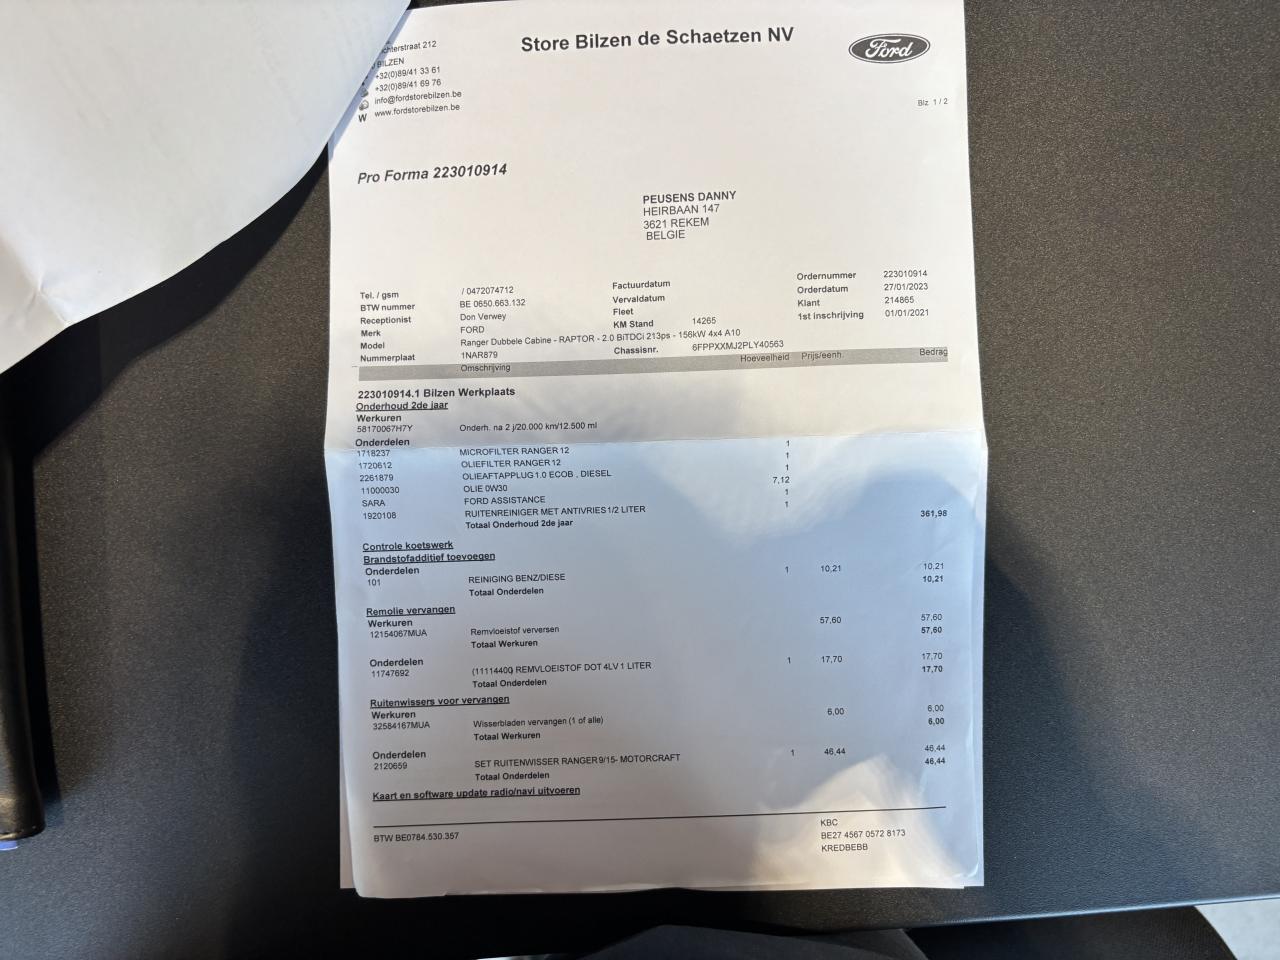 Store Bilzen de Schaetzen NV
Ford
chterstraat 212
BILZEN
+32(0)89/41 33 61
+32(0)89/41 69 76
info@fordstorebilzen.be
W www.fordstorebilzen.be
Blz 1 / 2
Pro Forma 223010914
PEUSENS DANNY
HEIRBAAN 147
3621 REKEM
BELGIE
Tel. / gsm / 0472074712 Factuurdatum Ordernummer 223010914
BTW nummer BE 0650.663.132 Vervaldatum Orderdatum 27/01/2023
Receptionist Don Verwey Fleet Klant 214865
Merk FORD KM Stand 14265 1st inschrijving 01/01/2021
Model Ranger Dubbele Cabine - RAPTOR - 2.0 BiTDCi 213ps - 156kW 4x4 A10
Nummerplaat 1NAR879 Chassisnr. 6FPPXXMJ2PLY40563
Omschrijving Hoeveelheid Prijs/eenh. Bedrag
223010914.1 Bilzen Werkplaats
Onderhoud 2de jaar
Werkuren
58170067H7Y Onderh. na 2 j/20.000 km/12.500 ml
Onderdelen
1718237 MICROFILTER RANGER 12 1
1720612 OLIEFILTER RANGER 12 1
2261879 OLIEAFTAPPLUG 1.0 ECOB , DIESEL 1
11000030 OLIE 0W30 7,12
SARA FORD ASSISTANCE 1
1920108 RUITENREINIGER MET ANTIVRIES 1/2 LITER 1
Totaal Onderhoud 2de jaar 361,98
Controle koetswerk
Brandstofadditief toevoegen
Onderdelen
101 REINIGING BENZ/DIESE 1 10,21 10,21
Totaal Onderdelen 10,21
Remolie vervangen
Werkuren
12154067MUA Remvloeistof verversen 57,60 57,60
Totaal Werkuren 57,60
Onderdelen
11747692 (11114400) REMVLOEISTOF DOT 4LV 1 LITER 1 17,70 17,70
Totaal Onderdelen 17,70
Ruitenwissers voor vervangen
Werkuren
32584167MUA Wisserbladen vervangen (1 of alle) 6,00 6,00
Totaal Werkuren 6,00
Onderdelen
2120659 SET RUITENWISSER RANGER 9/15- MOTORCRAFT 1 46,44 46,44
Totaal Onderdelen 46,44
Kaart en software update radio/navi uitvoeren
BTW BE0784.530.357
KBC
BE27 4567 0572 8173
KREDBEBB